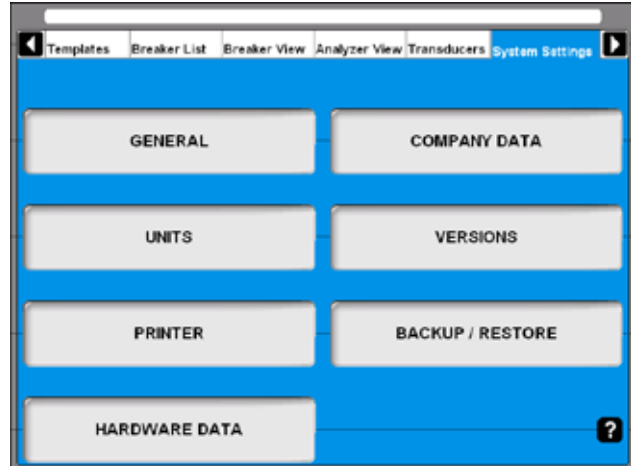 Templates Breaker List Breaker View Analyzer View Transducers System Settings
GENERAL COMPANY DATA
UNITS VERSIONS
PRINTER BACKUP / RESTORE
HARDWARE DATA
?